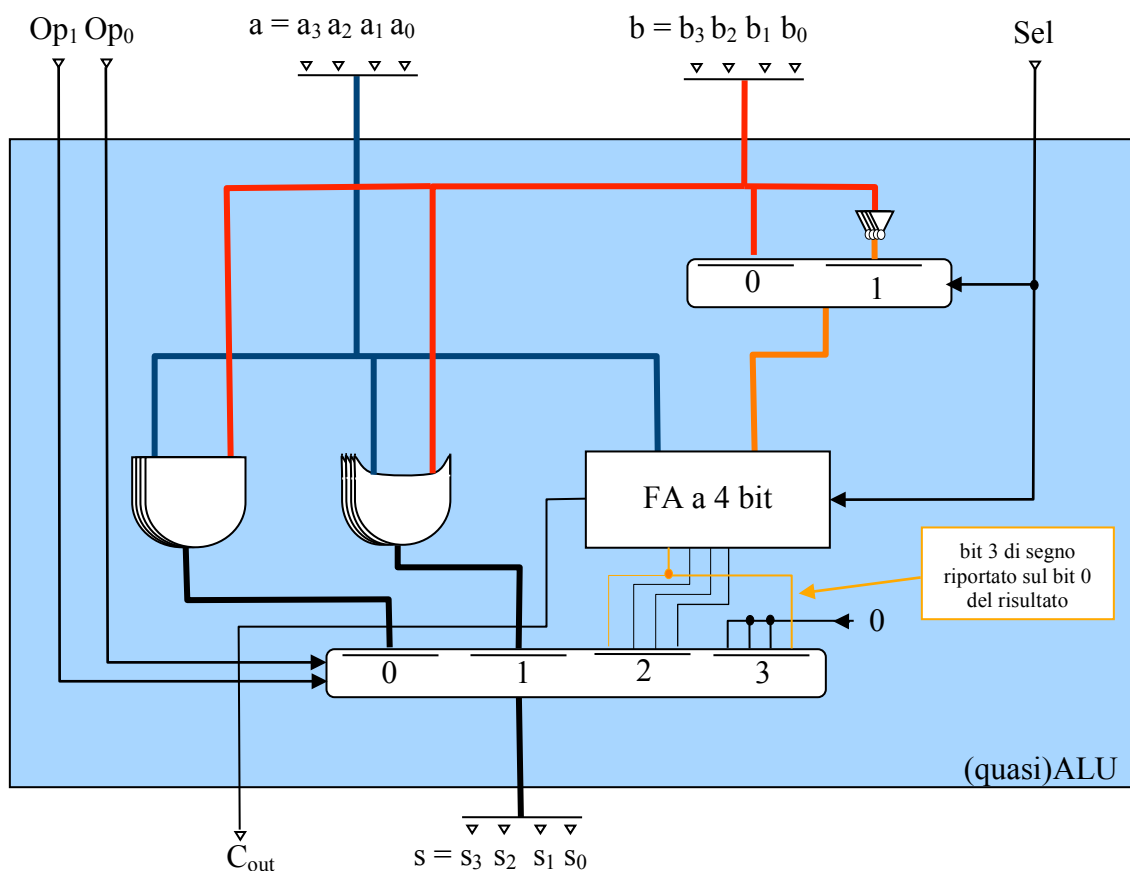 Op₁ Op₀
a = a₃ a₂ a₁ a₀
b = b₃ b₂ b₁ b₀
Sel
0
1
FA a 4 bit
bit 3 di segno
riportato sul bit 0
del risultato
0
0
1
2
3
(quasi)ALU
Cout
s = s₃ s₂ s₁ s₀